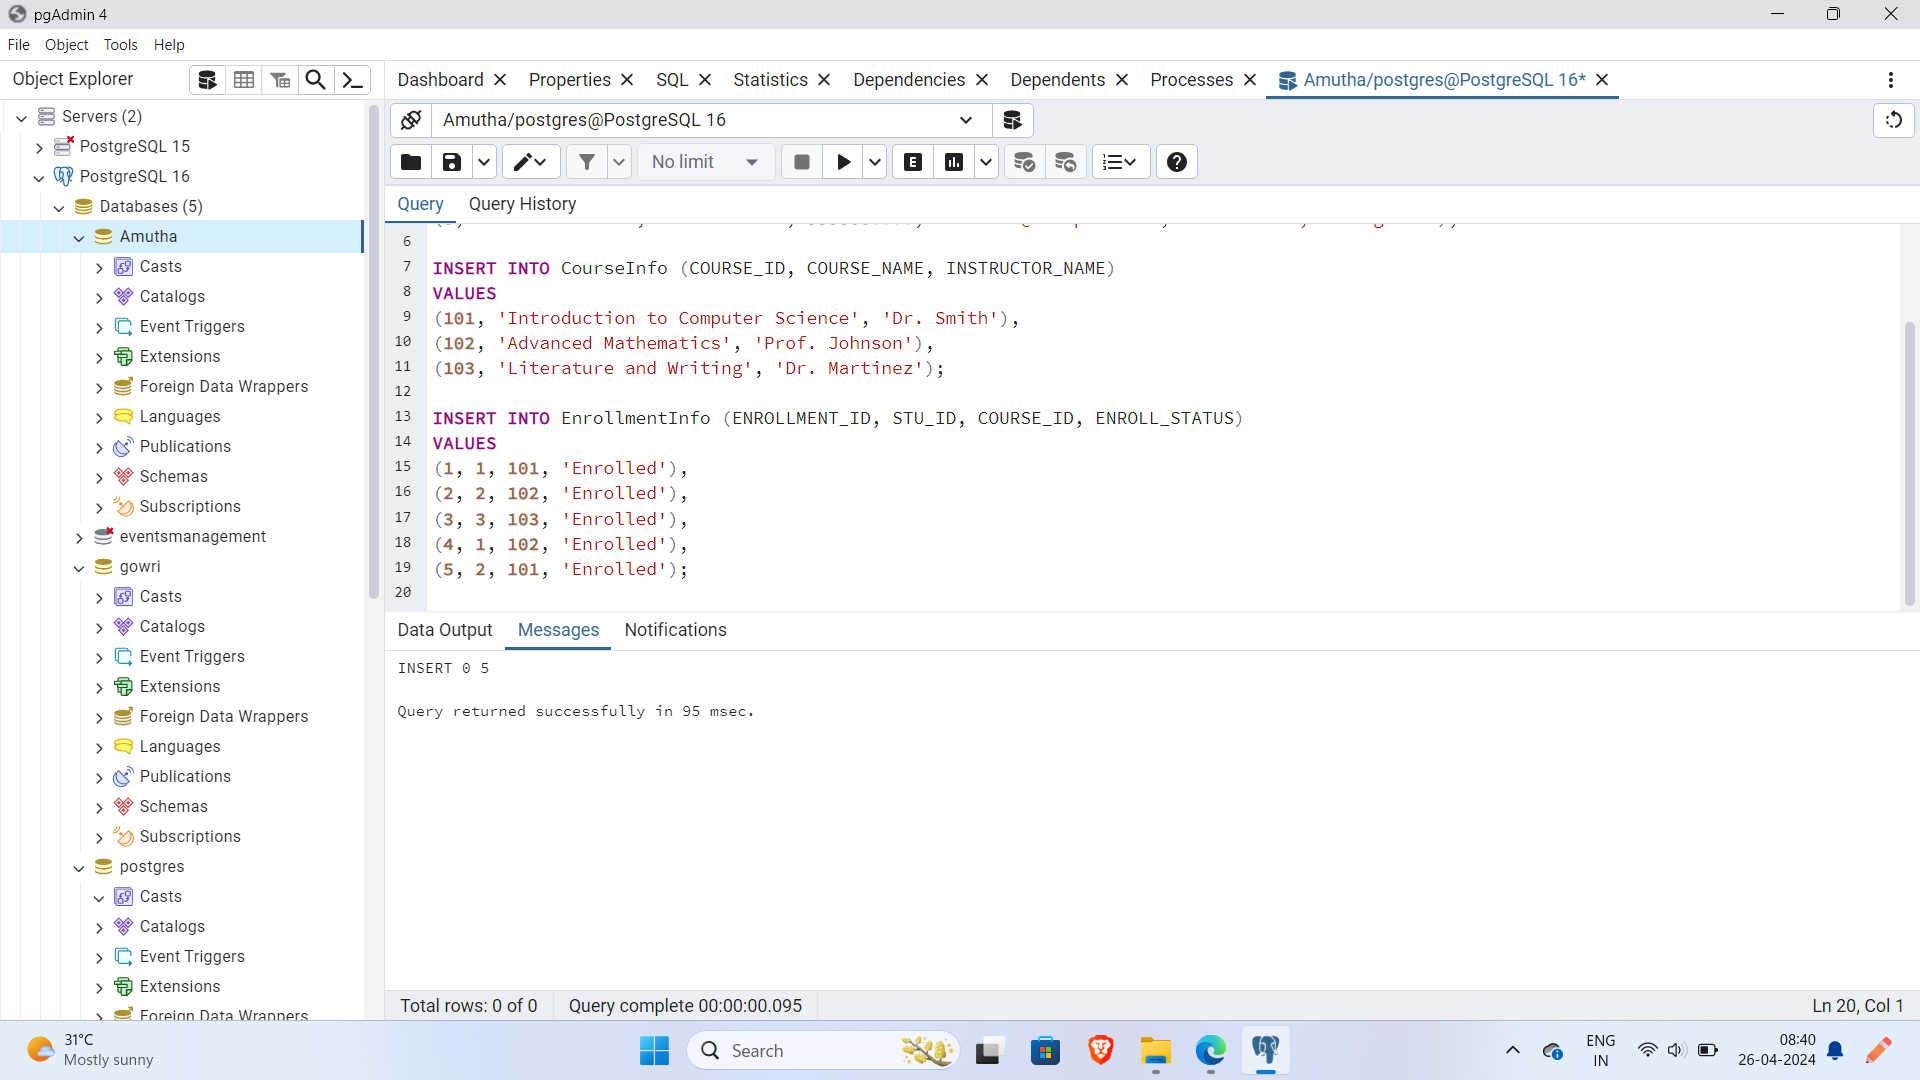 pgAdmin 4
File Object Tools Help
Object Explorer
Dashboard Properties SQL Statistics Dependencies Dependents Processes Amutha/postgres@PostgreSQL 16*
Servers (2)
PostgreSQL 15
PostgreSQL 16
Databases (5)
Amutha
Casts
Catalogs
Event Triggers
Extensions
Foreign Data Wrappers
Languages
Publications
Schemas
Subscriptions
eventsmanagement
gowri
Casts
Catalogs
Event Triggers
Extensions
Foreign Data Wrappers
Languages
Publications
Schemas
Subscriptions
postgres
Casts
Catalogs
Event Triggers
Extensions
Foreign Data Wrappers
Amutha/postgres@PostgreSQL 16
No limit
E
Query Query History
6
7 INSERT INTO CourseInfo (COURSE_ID, COURSE_NAME, INSTRUCTOR_NAME)
8 VALUES
9 (101, 'Introduction to Computer Science', 'Dr. Smith'),
10 (102, 'Advanced Mathematics', 'Prof. Johnson'),
11 (103, 'Literature and Writing', 'Dr. Martinez');
12
13 INSERT INTO EnrollmentInfo (ENROLLMENT_ID, STU_ID, COURSE_ID, ENROLL_STATUS)
14 VALUES
15 (1, 1, 101, 'Enrolled'),
16 (2, 2, 102, 'Enrolled'),
17 (3, 3, 103, 'Enrolled'),
18 (4, 1, 102, 'Enrolled'),
19 (5, 2, 101, 'Enrolled');
20
Data Output Messages Notifications
INSERT 0 5
Query returned successfully in 95 msec.
Total rows: 0 of 0 Query complete 00:00:00.095 Ln 20, Col 1
31°C
Mostly sunny
Search
ENG
IN
08:40
26-04-2024